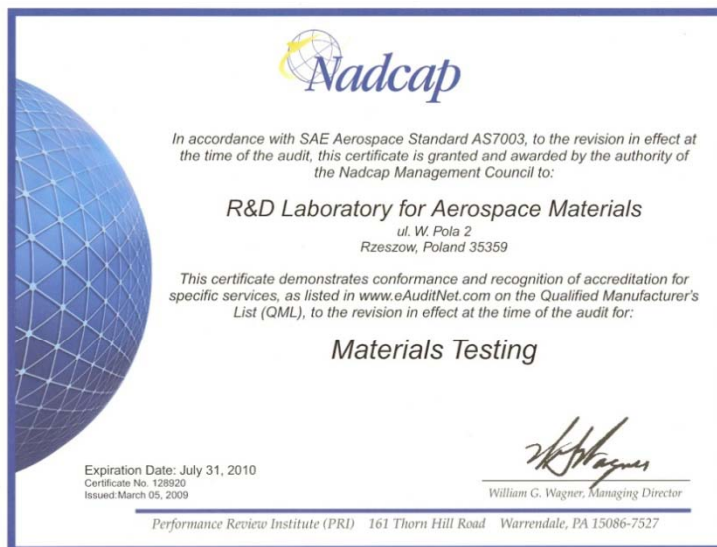 Nadcap
In accordance with SAE Aerospace Standard AS7003, to the revision in effect at
the time of the audit, this certificate is granted and awarded by the authority of
the Nadcap Management Council to:
R&D Laboratory for Aerospace Materials
ul. W. Pola 2
Rzeszow, Poland 35359
This certificate demonstrates conformance and recognition of accreditation for
specific services, as listed in www.eAuditNet.com on the Qualified Manufacturer's
List (QML), to the revision in effect at the time of the audit for:
Materials Testing
Expiration Date: July 31, 2010
Certificate No. 128920
Issued:March 05, 2009
William G. Wagner, Managing Director
Performance Review Institute (PRI) 161 Thorn Hill Road Warrendale, PA 15086-7527